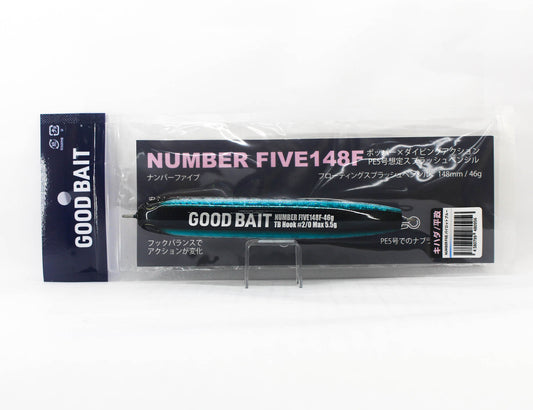 GOOD BAIT
NUMBER FIVE148F
ナンバーファイブ
ポッパー×ダイビングアクション
PE5号想定スプラッシュペンシル
フローティングスプラッシュペンシル 148mm / 46g
GOOD BAIT
NUMBER FIVE148F-46g
TB Hook #2/0 Max 5.5g
フックバランスで
アクションが変化
PE5号でのナブ
キハダ/平政